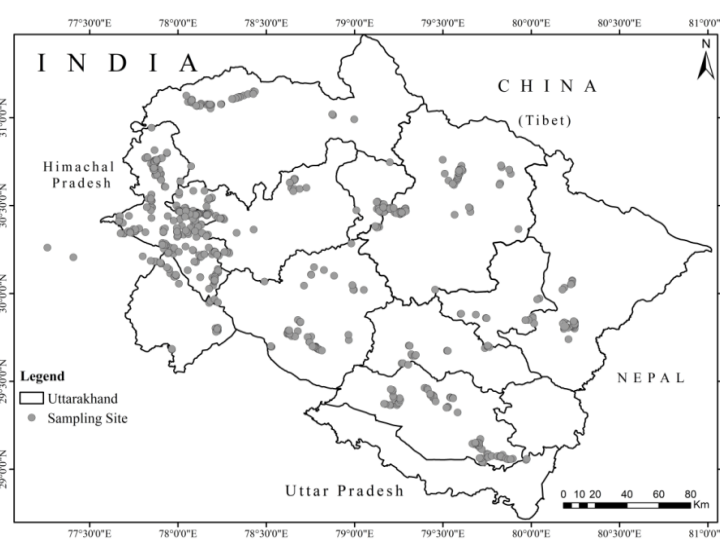 77°30'0"E 78°0'0"E 78°30'0"E 79°0'0"E 79°30'0"E 80°0'0"E 80°30'0"E 81°0'0"E
I N D I A
N
C H I N A
(Tibet)
31°0'0"N
Himachal
Pradesh
30°30'0"N
30°0'0"N
Legend
Uttarakhand
Sampling Site
NEPAL
29°30'0"N
29°0'0"N
Uttar Pradesh
0 10 20 40 60 80
Km
77°30'0"E 78°0'0"E 78°30'0"E 79°0'0"E 79°30'0"E 80°0'0"E 80°30'0"E 81°0'0"E